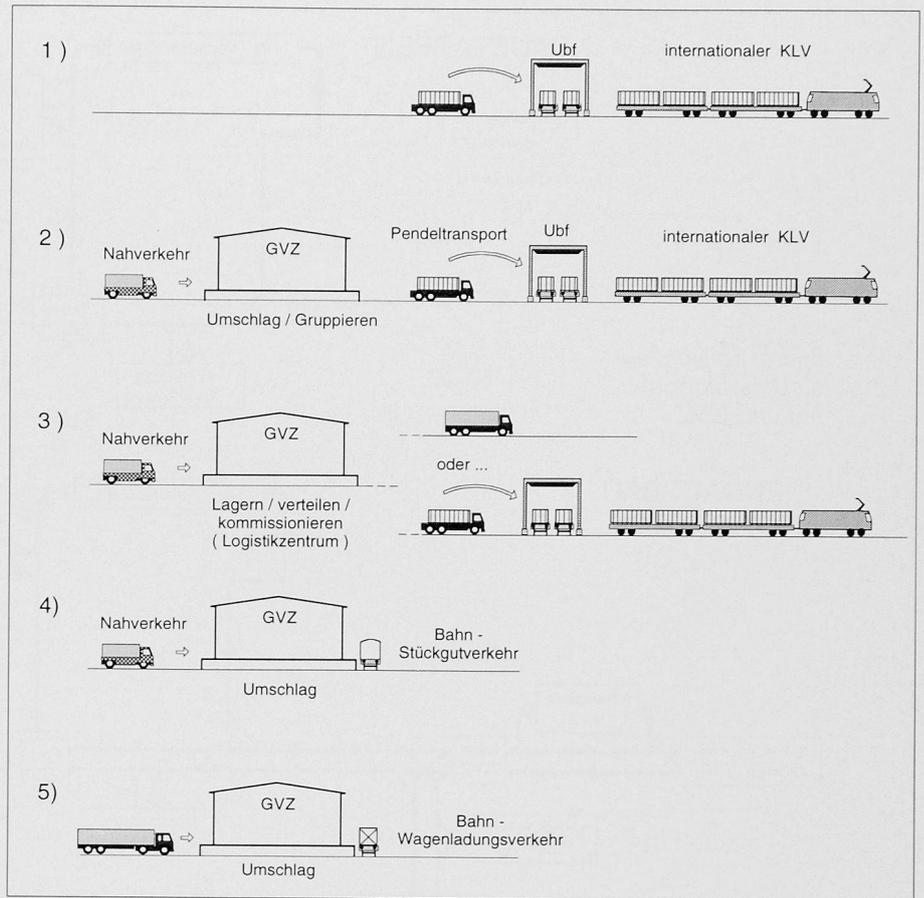 1 )
Ubf
internationaler KLV
2 )
Nahverkehr
GVZ
Pendeltransport
Ubf
internationaler KLV
Umschlag / Gruppieren
3 )
Nahverkehr
GVZ
oder ...
Lagern / verteilen /
kommissionieren
( Logistikzentrum )
4)
Nahverkehr
GVZ
Bahn -
Stückgutverkehr
Umschlag
5)
GVZ
Bahn -
Wagenladungsverkehr
Umschlag